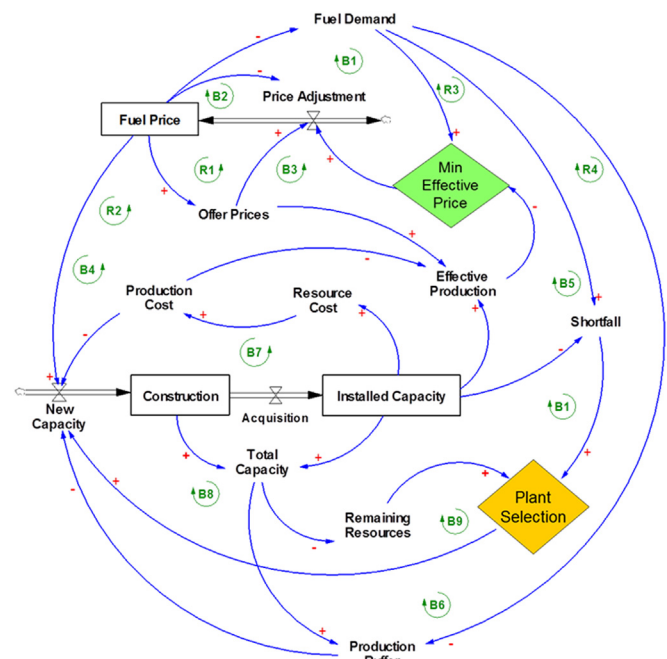 Fuel Demand
-
-
B1
+
R3
B2
Price Adjustment
Fuel Price
+
Min
Effective
Price
+
+
R1
B3
R4
+
Offer Prices
-
R2
+
Effective
Production
B4
-
Production
Cost
Resource
Cost
B5
+
Shortfall
+
+
+
-
B7
-
+
New
Capacity
Construction
Acquisition
Installed Capacity
B1
+
+
Total
Capacity
+
+
-
B8
+
Plant
Selection
Remaining
Resources
-
B9
B6
+
-
Production